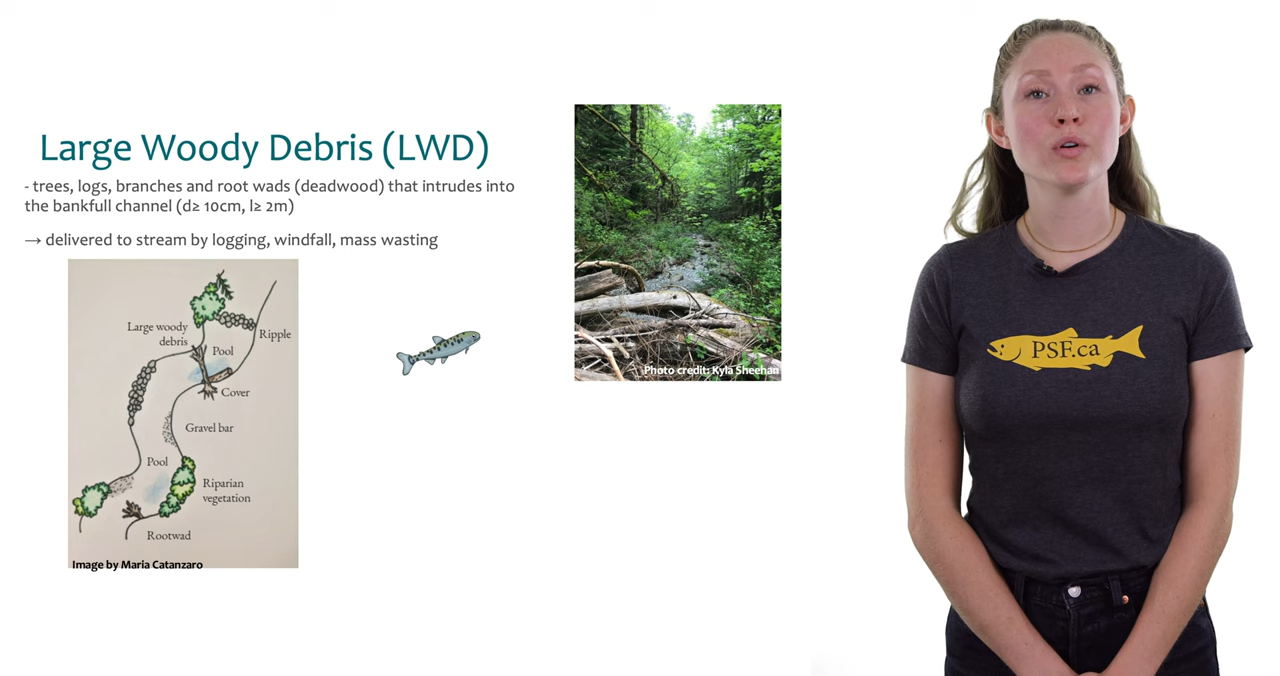 Large Woody Debris (LWD)
- trees, logs, branches and root wads (deadwood) that intrudes into
the bankfull channel (d≥ 10cm, l≥ 2m)
→ delivered to stream by logging, windfall, mass wasting
Large woody
debris
Ripple
Pool
Cover
Gravel bar
Pool
Riparian
vegetation
Rootwad
Image by Maria Catanzaro
Photo credit: Kyla Sheehan
PSF.ca